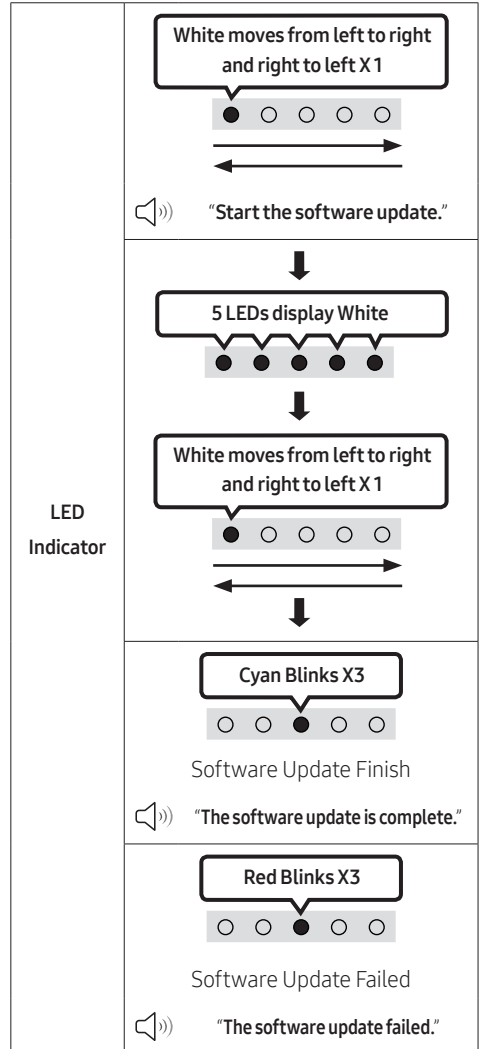 White moves from left to right
and right to left X 1
“Start the software update.”
5 LEDs display White
White moves from left to right
and right to left X 1
LED
Indicator
Cyan Blinks X3
Software Update Finish
“The software update is complete.”
Red Blinks X3
Software Update Failed
“The software update failed.”